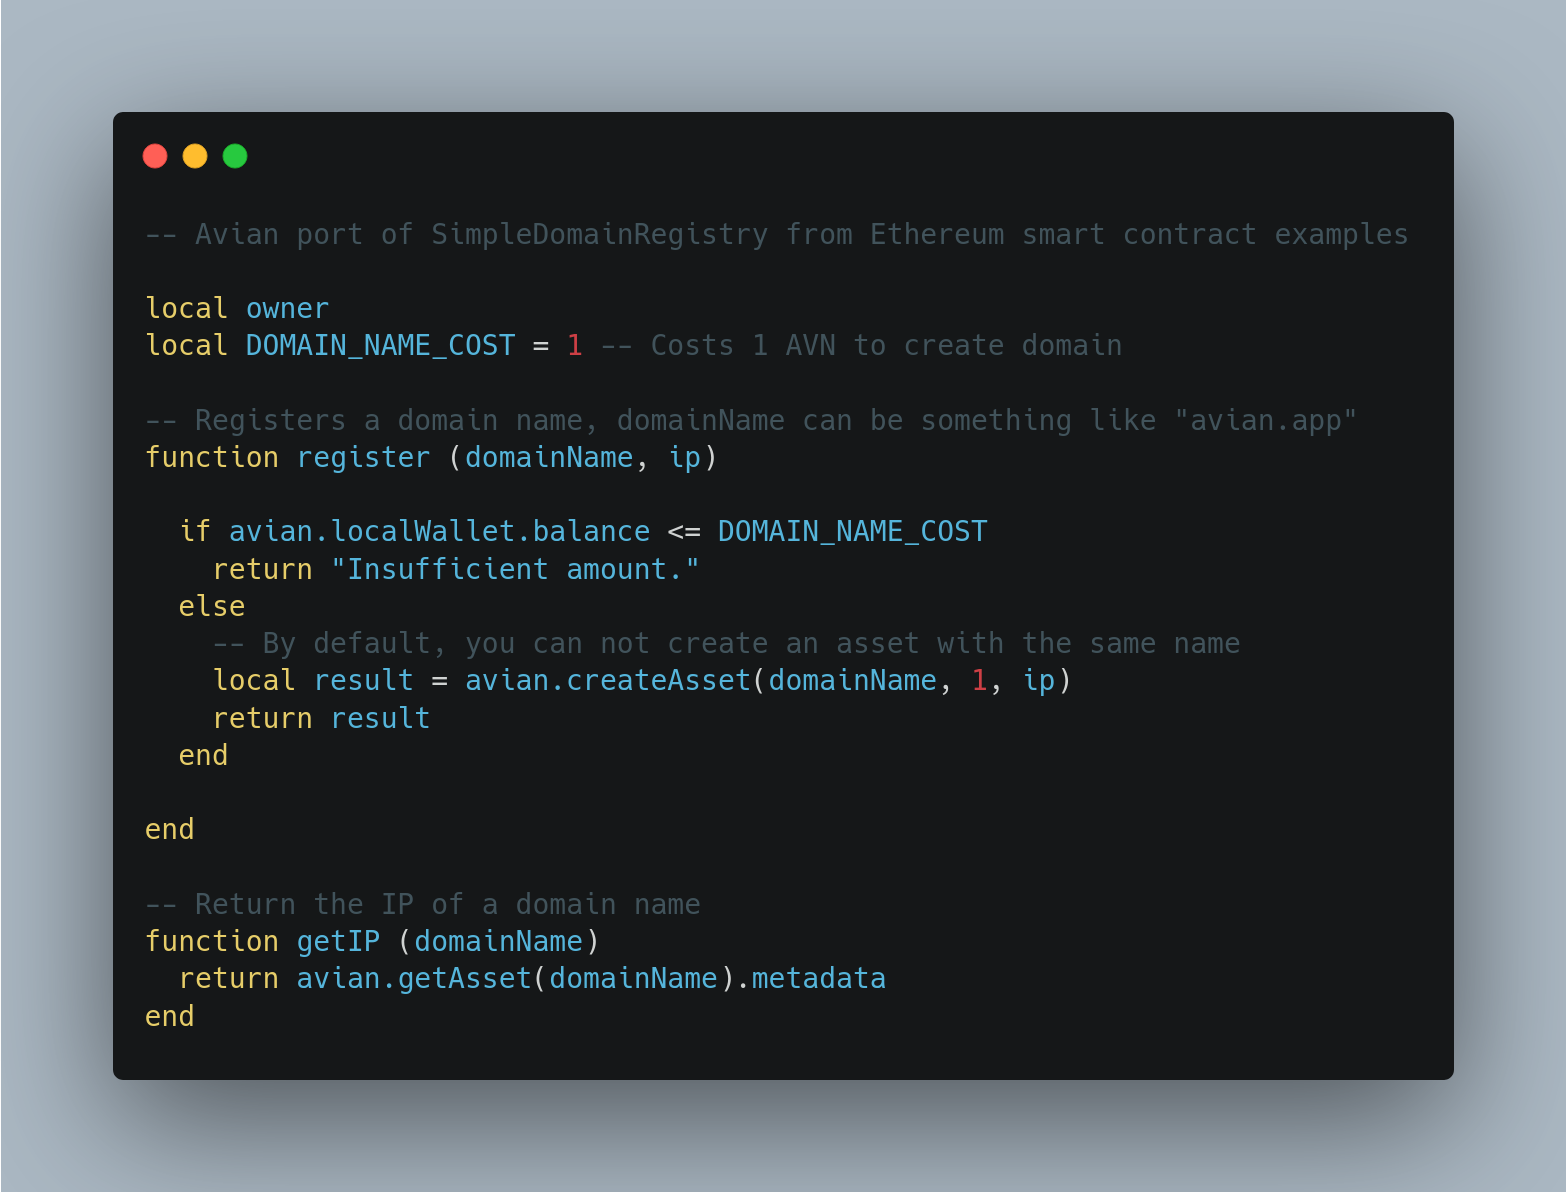 -- Avian port of SimpleDomainRegistry from Ethereum smart contract examples
local owner
local DOMAIN_NAME_COST = 1 -- Costs 1 AVN to create domain
-- Registers a domain name, domainName can be something like "avian.app"
function register (domainName, ip)
if avian.localWallet.balance <= DOMAIN_NAME_COST
return "Insufficient amount."
else
-- By default, you can not create an asset with the same name
local result = avian.createAsset(domainName, 1, ip)
return result
end
end
-- Return the IP of a domain name
function getIP (domainName)
return avian.getAsset(domainName).metadata
end